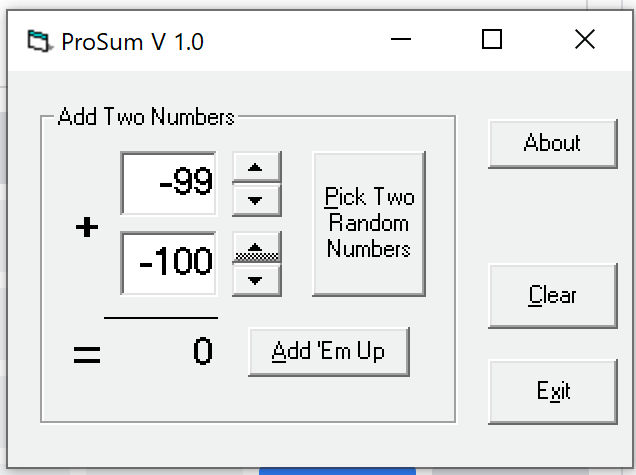 ProSum V 1.0
Add Two Numbers
-99
+
-100
= 0
Pick Two
Random
Numbers
Add 'Em Up
About
Clear
Exit